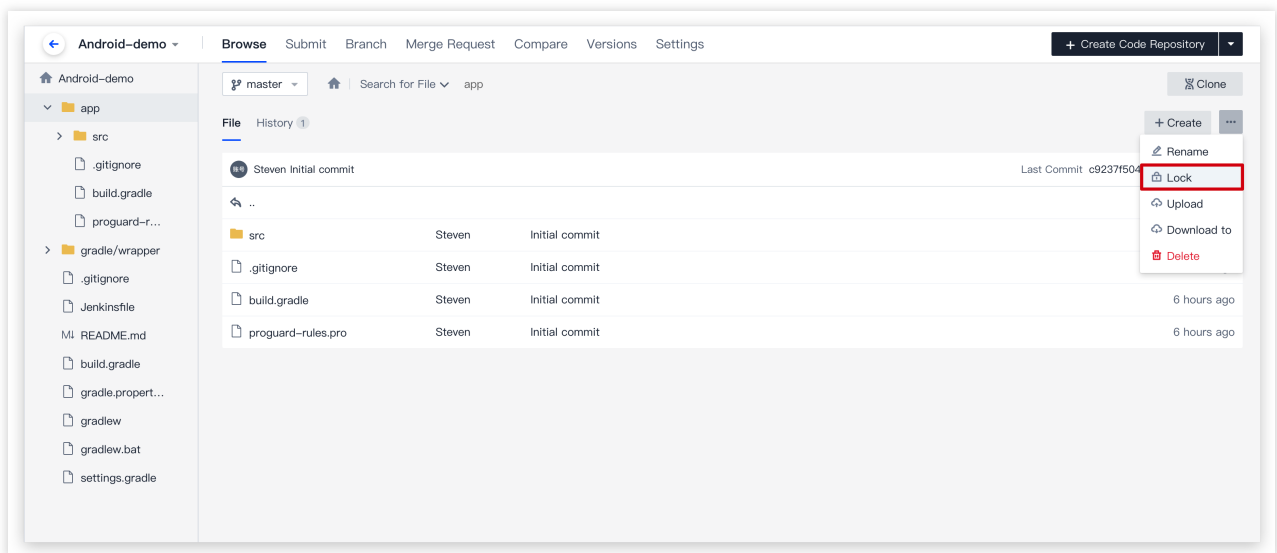 Android-demo
Browse Submit Branch Merge Request Compare Versions Settings
+ Create Code Repository
Android-demo
app
src
.gitignore
build.gradle
proguard-r...
gradle/wrapper
.gitignore
Jenkinsfile
M↓ README.md
build.gradle
gradle.propert...
gradlew
gradlew.bat
settings.gradle
master
Search for File app
Clone
File History 1
+ Create ...
Rename
Lock
Upload
Download to
Delete
账号 Steven Initial commit Last Commit c9237f504
..
src Steven Initial commit
.gitignore Steven Initial commit
build.gradle Steven Initial commit 6 hours ago
proguard-rules.pro Steven Initial commit 6 hours ago